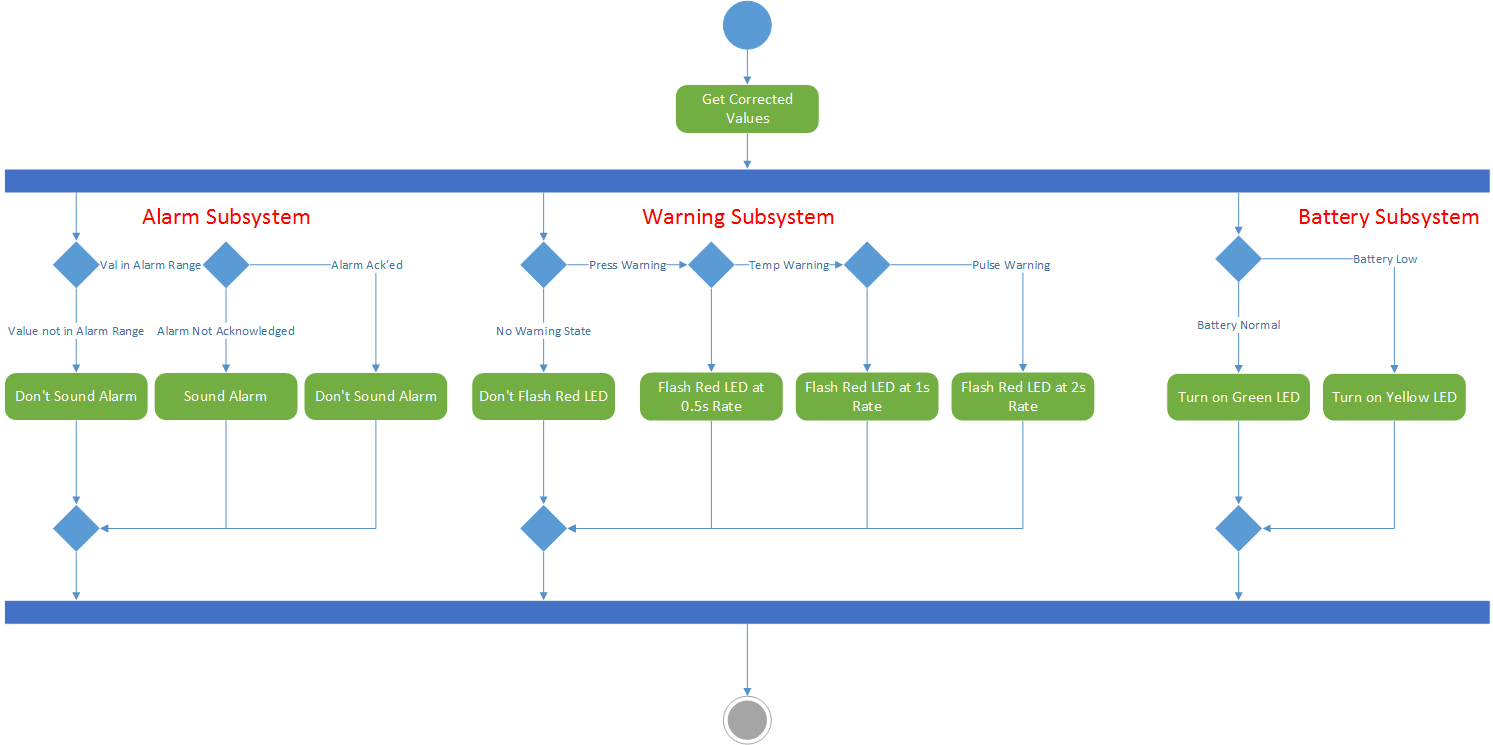 Get Corrected
Values
Alarm Subsystem
Warning Subsystem
Battery Subsystem
Val in Alarm Range
Alarm Ack'ed
Press Warning
Temp Warning
Pulse Warning
Battery Low
Value not in Alarm Range
Alarm Not Acknowledged
No Warning State
Battery Normal
Don't Sound Alarm
Sound Alarm
Don't Sound Alarm
Don't Flash Red LED
Flash Red LED at
0.5s Rate
Flash Red LED at 1s
Rate
Flash Red LED at 2s
Rate
Turn on Green LED
Turn on Yellow LED